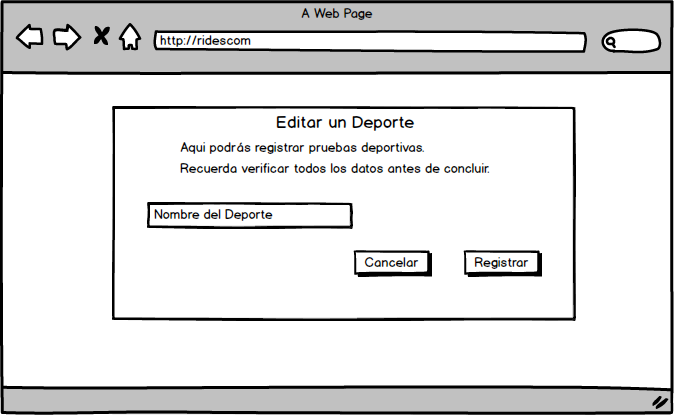 A Web Page
http://ridescom
Editar un Deporte
Aqui podrás registrar pruebas deportivas.
Recuerda verificar todos los datos antes de concluir.
Nombre del Deporte
Cancelar
Registrar